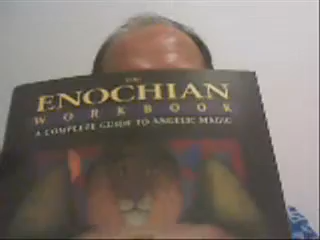 THE
ENOCHIAN
WORKBOOK
A COMPLETE GUIDE TO ANGELIC MAGIC